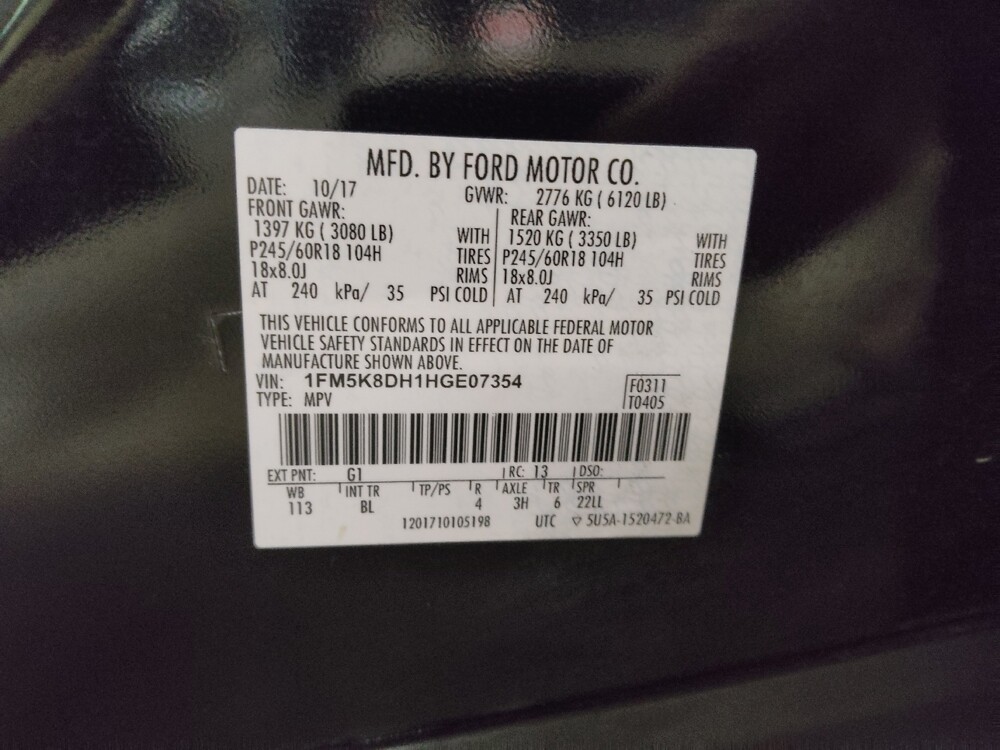 MFD. BY FORD MOTOR CO.
DATE: 10/17 GVWR: 2776 KG ( 6120 LB)
FRONT GAWR: REAR GAWR:
1397 KG ( 3080 LB) WITH 1520 KG ( 3350 LB) WITH
P245/60R18 104H TIRES P245/60R18 104H TIRES
18x8.0J RIMS 18x8.0J RIMS
AT 240 kPa/ 35 PSI COLD AT 240 kPa/ 35 PSI COLD
THIS VEHICLE CONFORMS TO ALL APPLICABLE FEDERAL MOTOR
VEHICLE SAFETY STANDARDS IN EFFECT ON THE DATE OF
MANUFACTURE SHOWN ABOVE.
VIN: 1FM5K8DH1HGE07354 F0311
TYPE: MPV T0405
EXT PNT: G1 RC: 13 DSO:
WB INT TR TP/PS R AXLE TR SPR
113 BL 4 3H 6 22LL
1201710105198 UTC ▽ 5U5A-1520472-BA